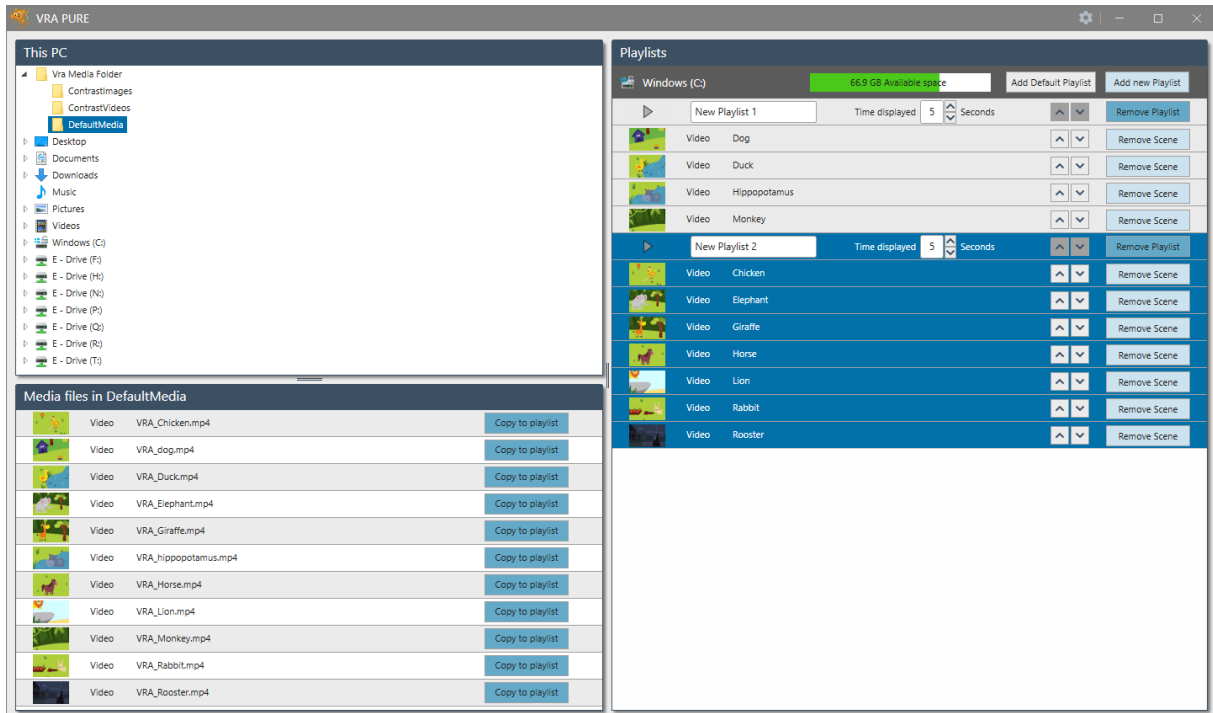 VRA PURE
This PC
Vra Media Folder
ContrastImages
ContrastVideos
DefaultMedia
Desktop
Documents
Downloads
Music
Pictures
Videos
Windows (C:)
E - Drive (F:)
E - Drive (H:)
E - Drive (N:)
E - Drive (P:)
E - Drive (Q:)
E - Drive (R:)
E - Drive (T:)
Media files in DefaultMedia
Video VRA_Chicken.mp4 Copy to playlist
Video VRA_dog.mp4 Copy to playlist
Video VRA_Duck.mp4 Copy to playlist
Video VRA_Elephant.mp4 Copy to playlist
Video VRA_Giraffe.mp4 Copy to playlist
Video VRA_hippopotamus.mp4 Copy to playlist
Video VRA_Horse.mp4 Copy to playlist
Video VRA_Lion.mp4 Copy to playlist
Video VRA_Monkey.mp4 Copy to playlist
Video VRA_Rabbit.mp4 Copy to playlist
Video VRA_Rooster.mp4 Copy to playlist
Playlists
Windows (C:) 66.9 GB Available space Add Default Playlist Add new Playlist
New Playlist 1 Time displayed 5 Seconds Remove Playlist
Video Dog Remove Scene
Video Duck Remove Scene
Video Hippopotamus Remove Scene
Video Monkey Remove Scene
New Playlist 2 Time displayed 5 Seconds Remove Playlist
Video Chicken Remove Scene
Video Elephant Remove Scene
Video Giraffe Remove Scene
Video Horse Remove Scene
Video Lion Remove Scene
Video Rabbit Remove Scene
Video Rooster Remove Scene